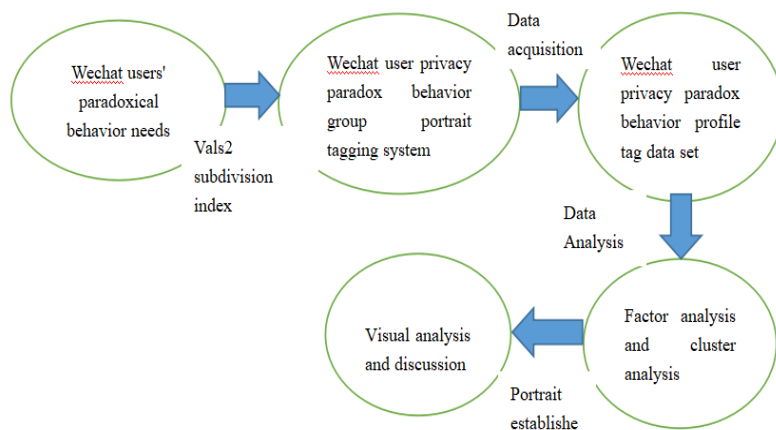 Wechat users'
paradoxical
behavior needs
Vals2
subdivision
index
Wechat user privacy
paradox behavior
group portrait
tagging system
Data
acquisition
Wechat user
privacy paradox
behavior profile
tag data set
Data
Analysis
Factor analysis
and cluster
analysis
Portrait
establishe
Visual analysis
and discussion